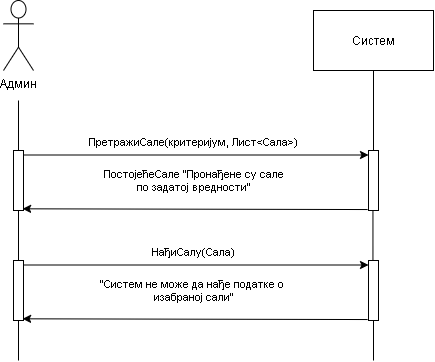 Систем
Админ
ПретражиСале(критеријум, Лист<Сала>)
ПостојећеСале "Пронађене су сале
по задатој вредности"
НађиСалу(Сала)
"Систем не може да нађе податке о
изабраној сали"